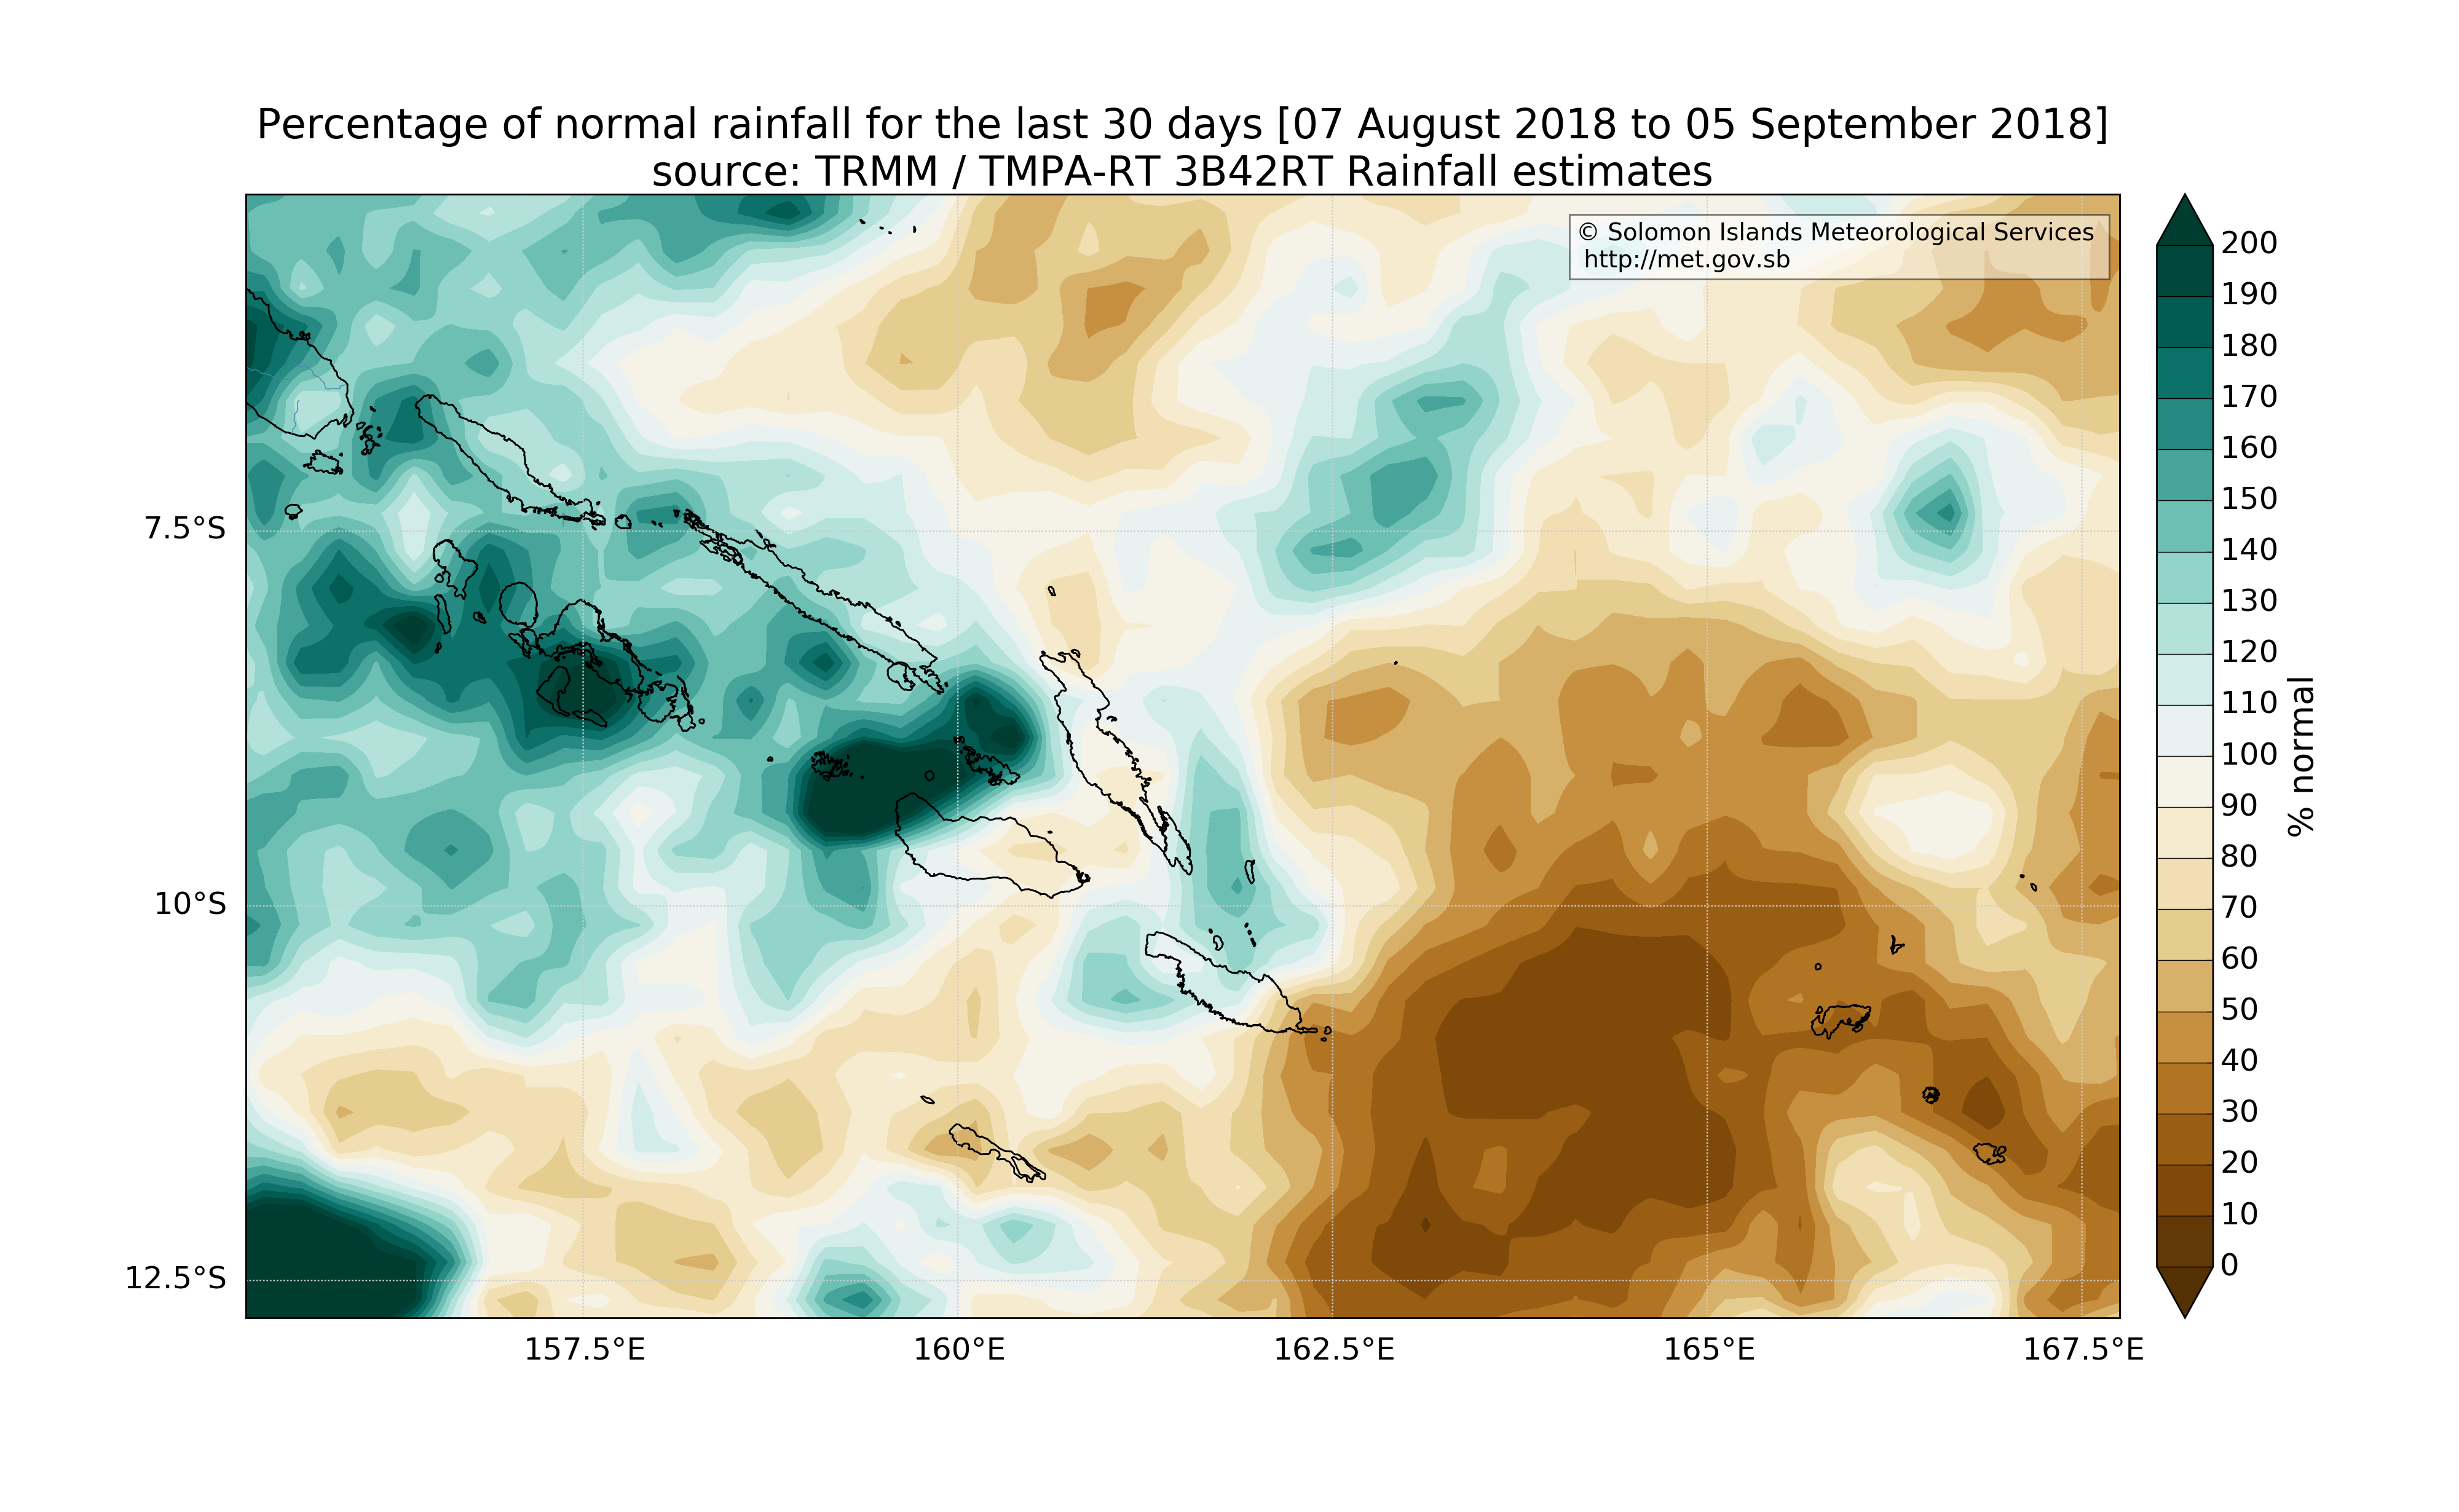 Percentage of normal rainfall for the last 30 days [07 August 2018 to 05 September 2018]
source: TRMM / TMPA-RT 3B42RT Rainfall estimates
© Solomon Islands Meteorological Services
http://met.gov.sb
7.5°S
10°S
12.5°S
157.5°E
160°E
162.5°E
165°E
167.5°E
200
190
180
170
160
150
140
130
120
110
100
90
80
70
60
50
40
30
20
10
0
% normal